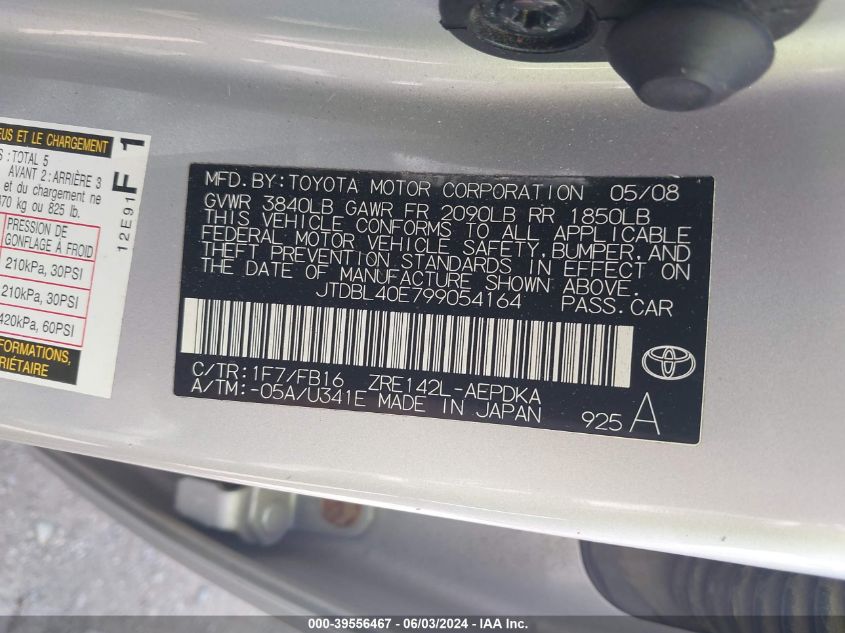 EUS ET LE CHARGEMENT
S :TOTAL 5
AVANT 2:ARRIÈRE 3
et du chargement ne
370 kg ou 825 lb.
PRESSION DE
GONFLAGE À FROID
210kPa, 30PSI
210kPa, 30PSI
420kPa, 60PSI
FORMATIONS,
RIÉTAIRE
F 1
12E91
MFD.BY:TOYOTA MOTOR CORPORATION 05/08
GVWR 3840LB GAWR FR 2090LB RR 1850LB
THIS VEHICLE CONFORMS TO ALL APPLICABLE
FEDERAL MOTOR VEHICLE SAFETY,BUMPER,AND
THEFT PREVENTION STANDARDS IN EFFECT ON
THE DATE OF MANUFACTURE SHOWN ABOVE.
JTDBL40E799054164 PASS.CAR
C/TR:1F7/FB16 ZRE142L-AEPDKA
A/TM:-05A/U341E MADE IN JAPAN
925 A
000-39556467 - 06/03/2024 - IAA Inc.